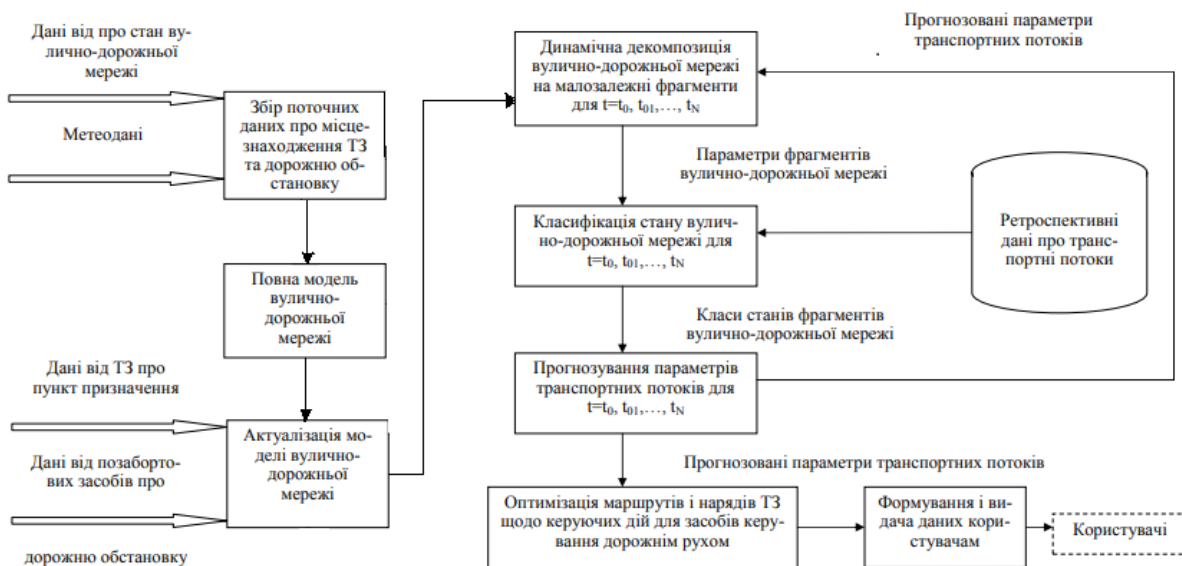 Дані від про стан ву-
лично-дорожньої
мережі
Метеодані
Збір поточних
даних про місце-
знаходження ТЗ
та дорожню об-
становку
Повна модель
вулично-
дорожньої
мережі
Дані від ТЗ про
пункт призначення
Дані від позаборто-
вих засобів про
дорожню обстановку
Актуалізація мо-
делі вулично-
дорожньої
мережі
Динамічна декомпозиція
вулично-дорожньої мережі
на малозалежні фрагменти
для t=t0, t01,…, tN
Прогнозовані параметри
транспортних потоків
Параметри фрагментів
вулично-дорожньої мережі
Класифікація стану вулич-
но-дорожньої мережі для
t=t0, t01,…, tN
Ретроспективні
дані про транс-
портні потоки
Класи станів фрагментів
вулично-дорожньої мережі
Прогнозування параметрів
транспортних потоків для
t=t0, t01,…, tN
Прогнозовані параметри транспортних потоків
Оптимізація маршрутів і нарядів ТЗ
щодо керуючих дій для засобів керу-
вання дорожнім рухом
Формування і ви-
дача даних кори-
стувачам
Користувачі